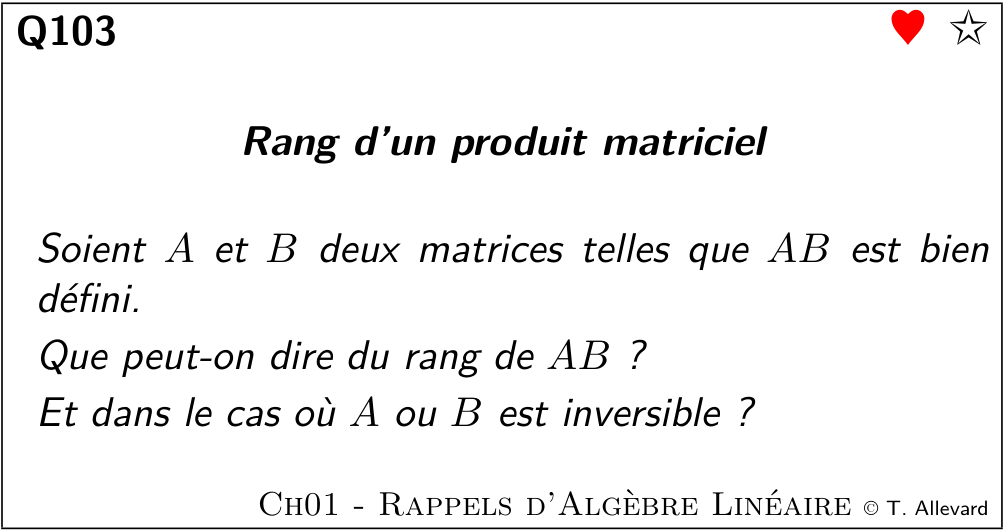 Q103
Rang d'un produit matriciel
Soient A et B deux matrices telles que AB est bien
défini.
Que peut-on dire du rang de AB ?
Et dans le cas où A ou B est inversible ?
Ch01 - Rappels d'Algèbre Linéaire © T. Allevard